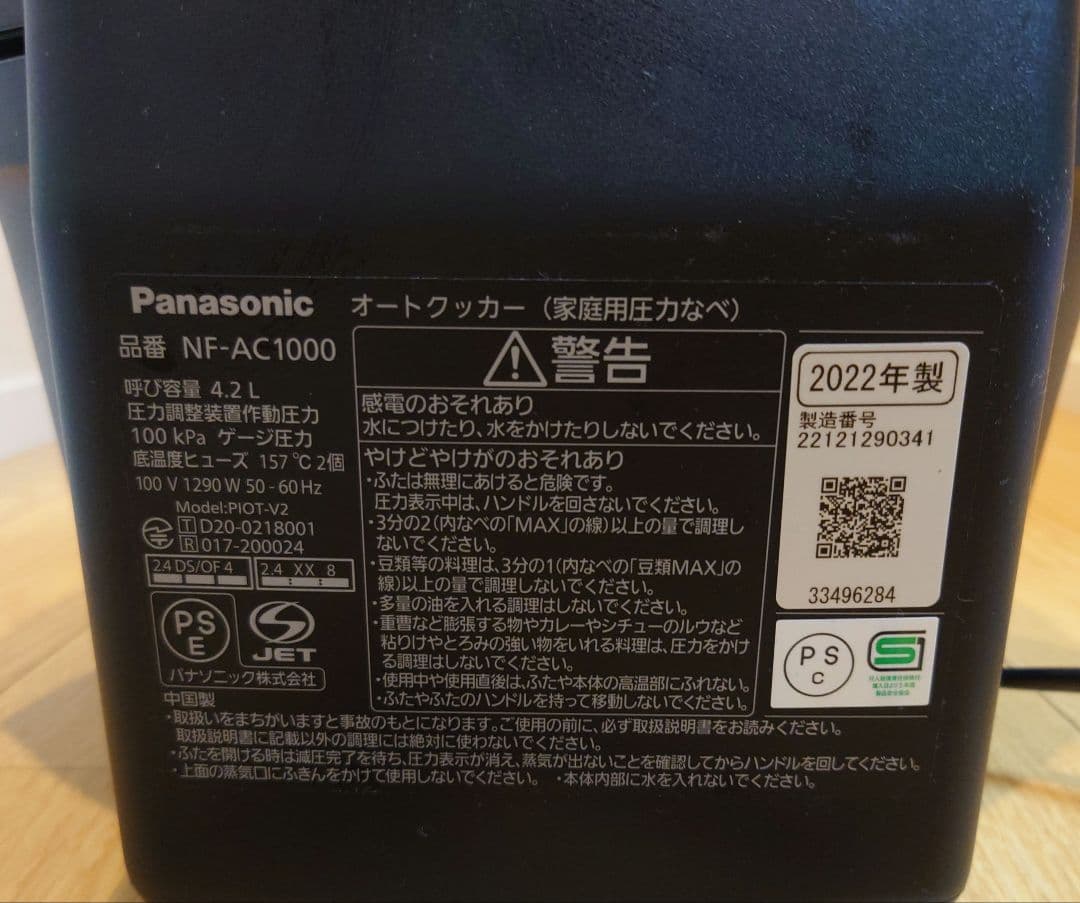 Panasonic オートクッカー（家庭用圧力なべ）
品番 NF-AC1000
呼び容量 4.2 L
圧力調整装置作動圧力
100 kPa ゲージ圧力
底温度ヒューズ 157 ℃ 2個
100 V 1290 W 50 - 60 Hz
Model:PIOT-V2
T D20-0218001
R 017-200024
2.4 DS/OF 4
2.4 XX 8
PS
E
JET
パナソニック株式会社
中国製
警告
感電のおそれあり
水につけたり、水をかけたりしないでください。
やけどやけがのおそれあり
・ふたは無理にあけると危険です。
圧力表示中は、ハンドルを回さないでください。
・3分の2（内なべの「MAX」の線）以上の量で調理し
ないでください。
・豆類等の料理は、3分の1（内なべの「豆類MAX」の
線）以上の量で調理しないでください。
・多量の油を入れる調理はしないでください。
・重曹など膨張する物やカレーやシチューのルウなど
粘りけやとろみの強い物をいれる料理は、圧力をかけ
る調理はしないでください。
・使用中や使用直後は、ふたや本体の高温部にふれない。
・ふたやふたのハンドルを持って移動しないでください。
2022年製
製造番号
22121290341
33496284
PS
C
S
・取扱いをまちがいますと事故のもとになります。ご使用の前に、必ず取扱説明書をお読みください。
取扱説明書に記載以外の調理には絶対に使わないでください。
・ふたを開ける時は減圧完了を待ち、圧力表示が消え、蒸気が出ないことを確認してからハンドルを回してください。
・上面の蒸気口にふきんをかけて使用しないでください。 ・本体内部に水を入れないでください。